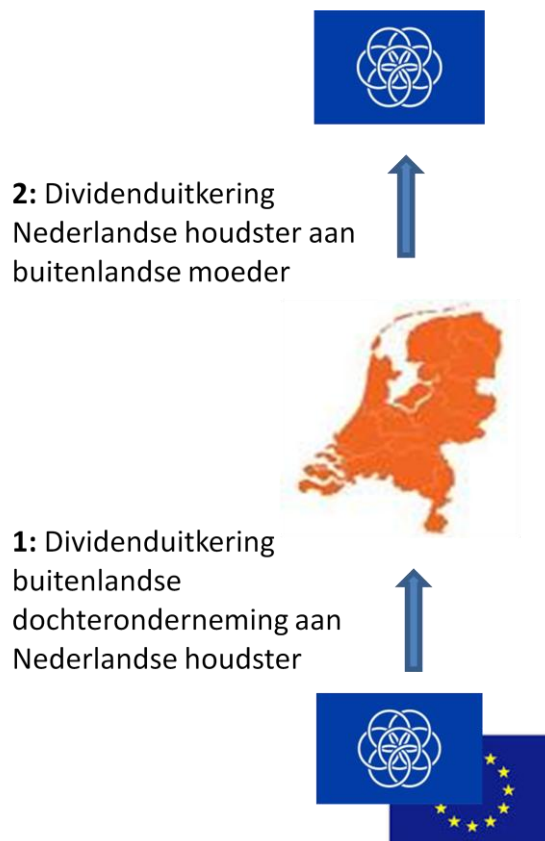 2: Dividenduitkering
Nederlandse houdster aan
buitenlandse moeder
1: Dividenduitkering
buitenlandse
dochteronderneming aan
Nederlandse houdster